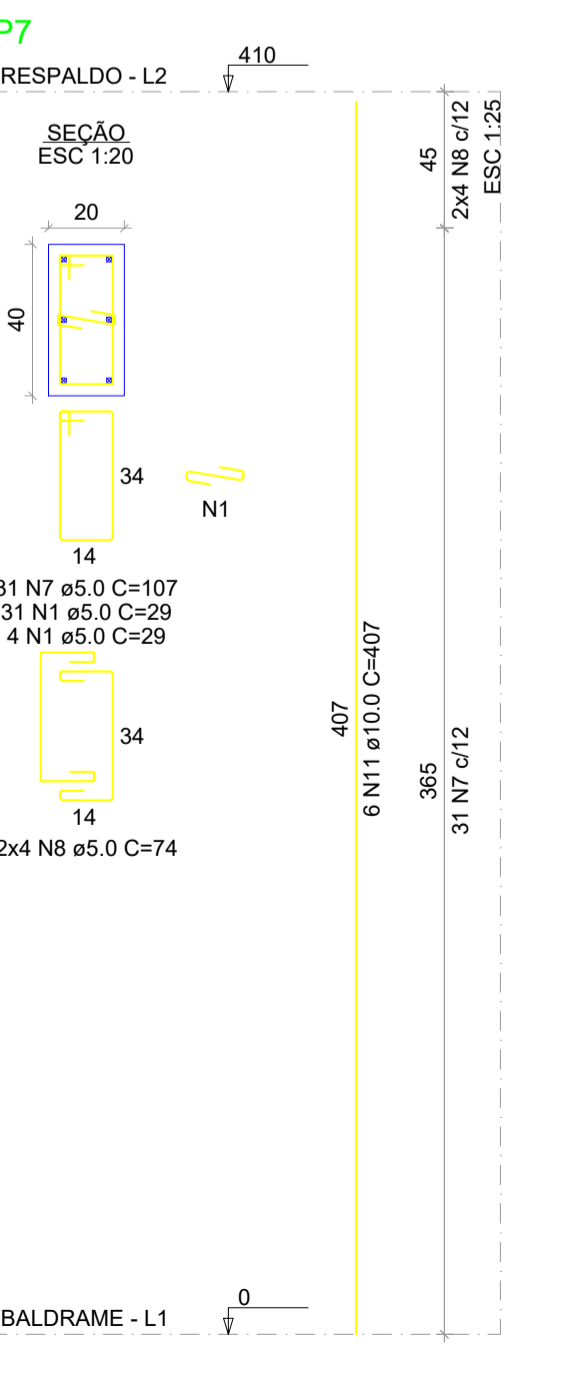 P7
RESPALDO - L2
410
SEÇÃO
ESC 1:20
20
40
34
14
N1
31 N7 ø5.0 C=107
31 N1 ø5.0 C=29
4 N1 ø5.0 C=29
34
14
2x4 N8 ø5.0 C=74
407
6 N11 ø10.0 C=407
45
2x4 N8 c/12
ESC 1:25
365
31 N7 c/12
BALDRAME - L1
0